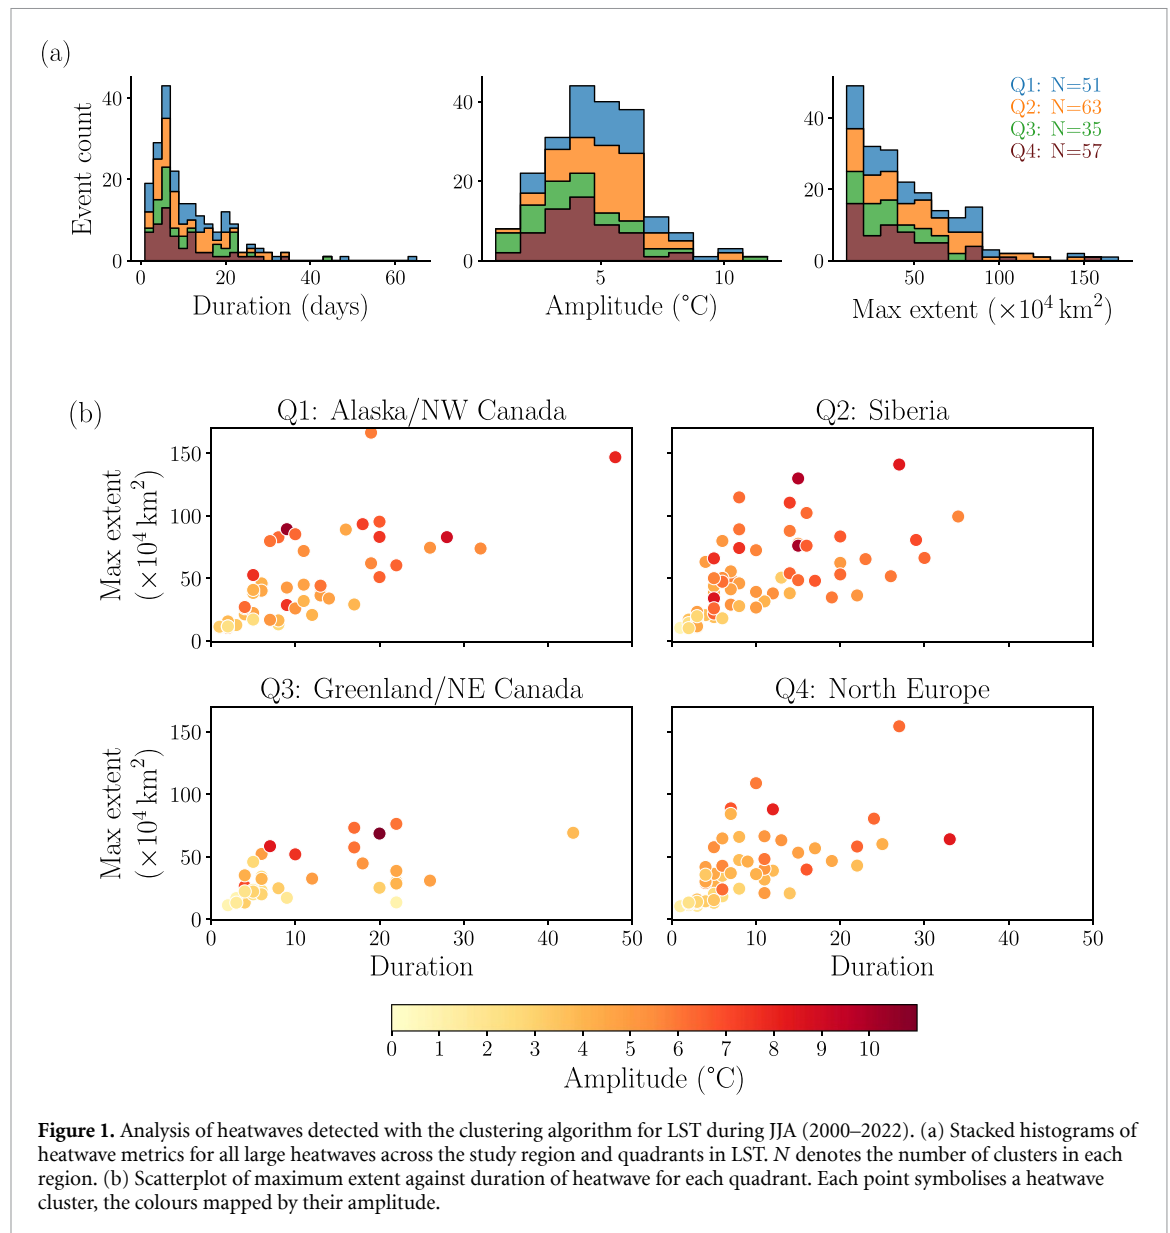 (a)
Event count
40
20
0
0
20
40
60
Duration (days)
40
20
0
5
10
Amplitude (°C)
40
20
0
50
100
150
Max extent (×10⁴ km²)
Q1: N=51
Q2: N=63
Q3: N=35
Q4: N=57
(b)
Q1: Alaska/NW Canada
Max extent
(×10⁴ km²)
150
100
50
0
Q2: Siberia
Q3: Greenland/NE Canada
Max extent
(×10⁴ km²)
150
100
50
0
0
10
20
30
40
50
Duration
Q4: North Europe
0
10
20
30
40
50
Duration
0
1
2
3
4
5
6
7
8
9
10
Amplitude (°C)
Figure 1. Analysis of heatwaves detected with the clustering algorithm for LST during JJA (2000–2022). (a) Stacked histograms of
heatwave metrics for all large heatwaves across the study region and quadrants in LST. N denotes the number of clusters in each
region. (b) Scatterplot of maximum extent against duration of heatwave for each quadrant. Each point symbolises a heatwave
cluster, the colours mapped by their amplitude.